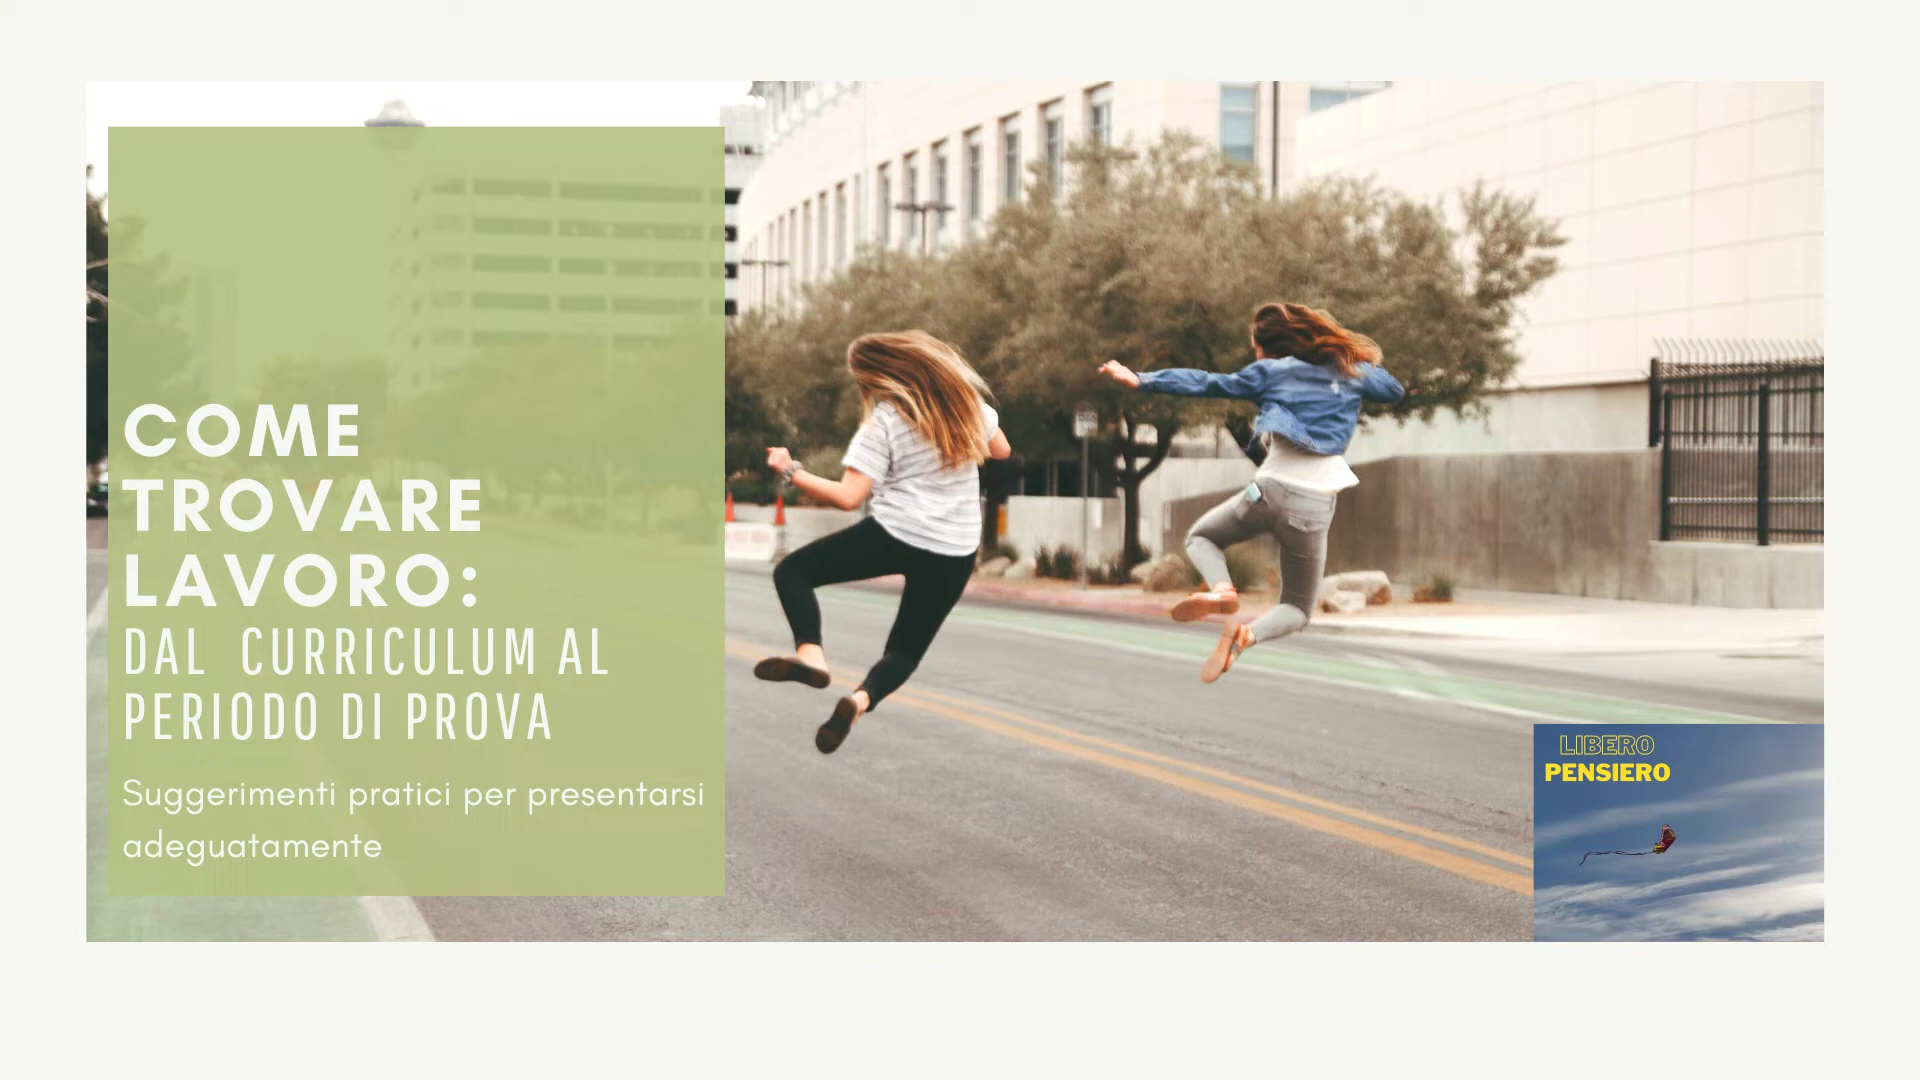 COME
TROVARE
LAVORO:
DAL CURRICULUM AL
PERIODO DI PROVA
Suggerimenti pratici per presentarsi
adeguatamente
LIBERO
PENSIERO